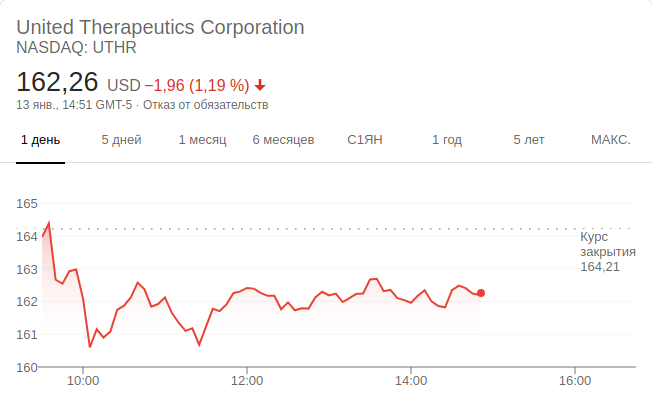 United Therapeutics Corporation
NASDAQ: UTHR
162,26 USD −1,96 (1,19 %)
13 янв., 14:51 GMT-5 · Отказ от обязательств
1 день 5 дней 1 месяц 6 месяцев С1ЯН 1 год 5 лет МАКС.
165
164
163
162
161
160
Курс
закрытия
164,21
10:00 12:00 14:00 16:00